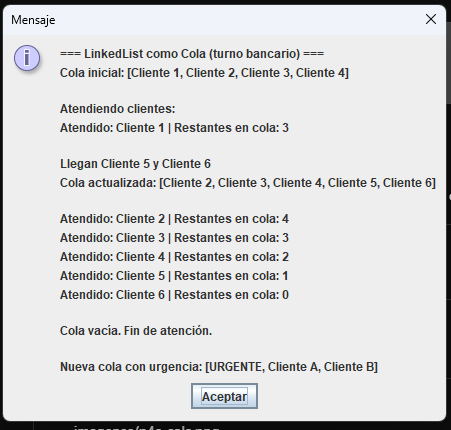 Mensaje
=== LinkedList como Cola (turno bancario) ===
Cola inicial: [Cliente 1, Cliente 2, Cliente 3, Cliente 4]
Atendiendo clientes:
Atendido: Cliente 1 | Restantes en cola: 3
Llegan Cliente 5 y Cliente 6
Cola actualizada: [Cliente 2, Cliente 3, Cliente 4, Cliente 5, Cliente 6]
Atendido: Cliente 2 | Restantes en cola: 4
Atendido: Cliente 3 | Restantes en cola: 3
Atendido: Cliente 4 | Restantes en cola: 2
Atendido: Cliente 5 | Restantes en cola: 1
Atendido: Cliente 6 | Restantes en cola: 0
Cola vacía. Fin de atención.
Nueva cola con urgencia: [URGENTE, Cliente A, Cliente B]
Aceptar